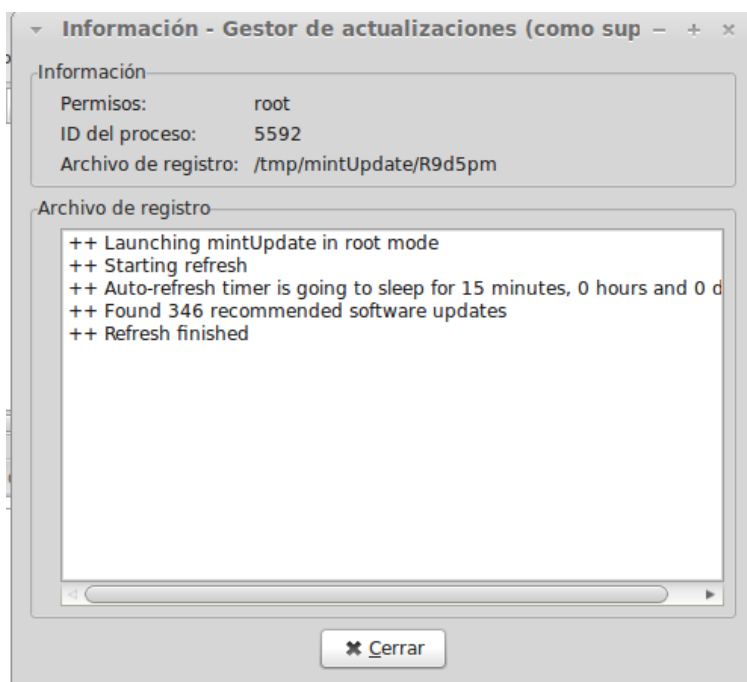 Información - Gestor de actualizaciones (como sup
Información
Permisos: root
ID del proceso: 5592
Archivo de registro: /tmp/mintUpdate/R9d5pm
Archivo de registro
++ Launching mintUpdate in root mode
++ Starting refresh
++ Auto-refresh timer is going to sleep for 15 minutes, 0 hours and 0 d
++ Found 346 recommended software updates
++ Refresh finished
Cerrar